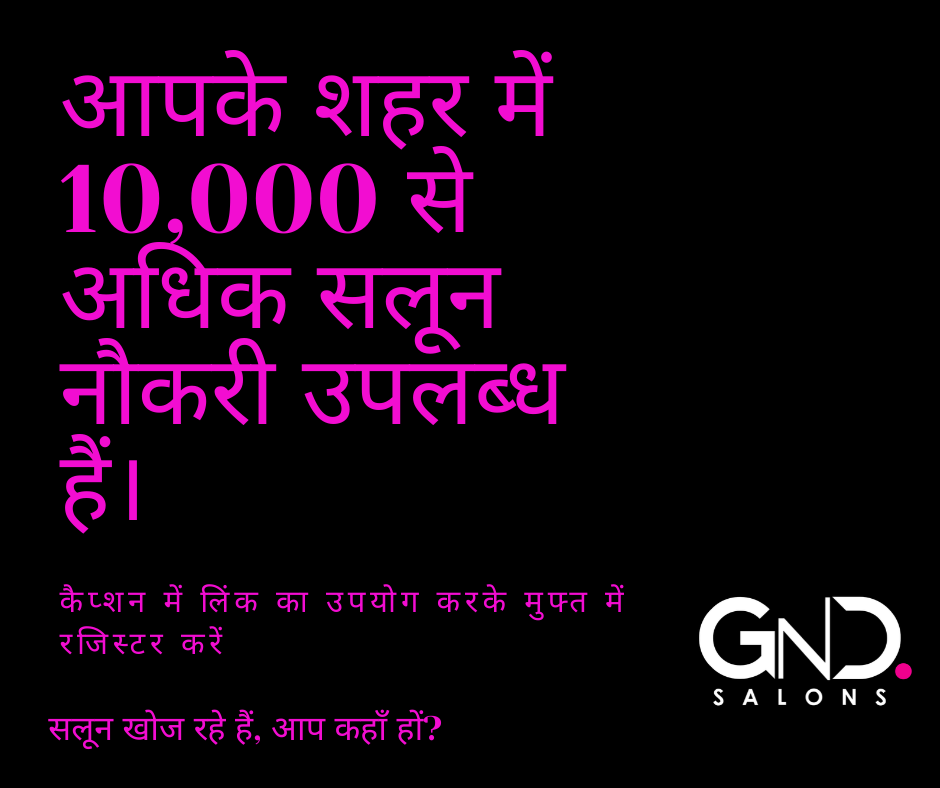 आपके शहर में
10,000 से
अधिक सलून
नौकरी उपलब्ध
हैं।
कैप्शन में लिंक का उपयोग करके मुफ्त में
रजिस्टर करें
GND.
SALONS
सलून खोज रहे हैं, आप कहाँ हों?